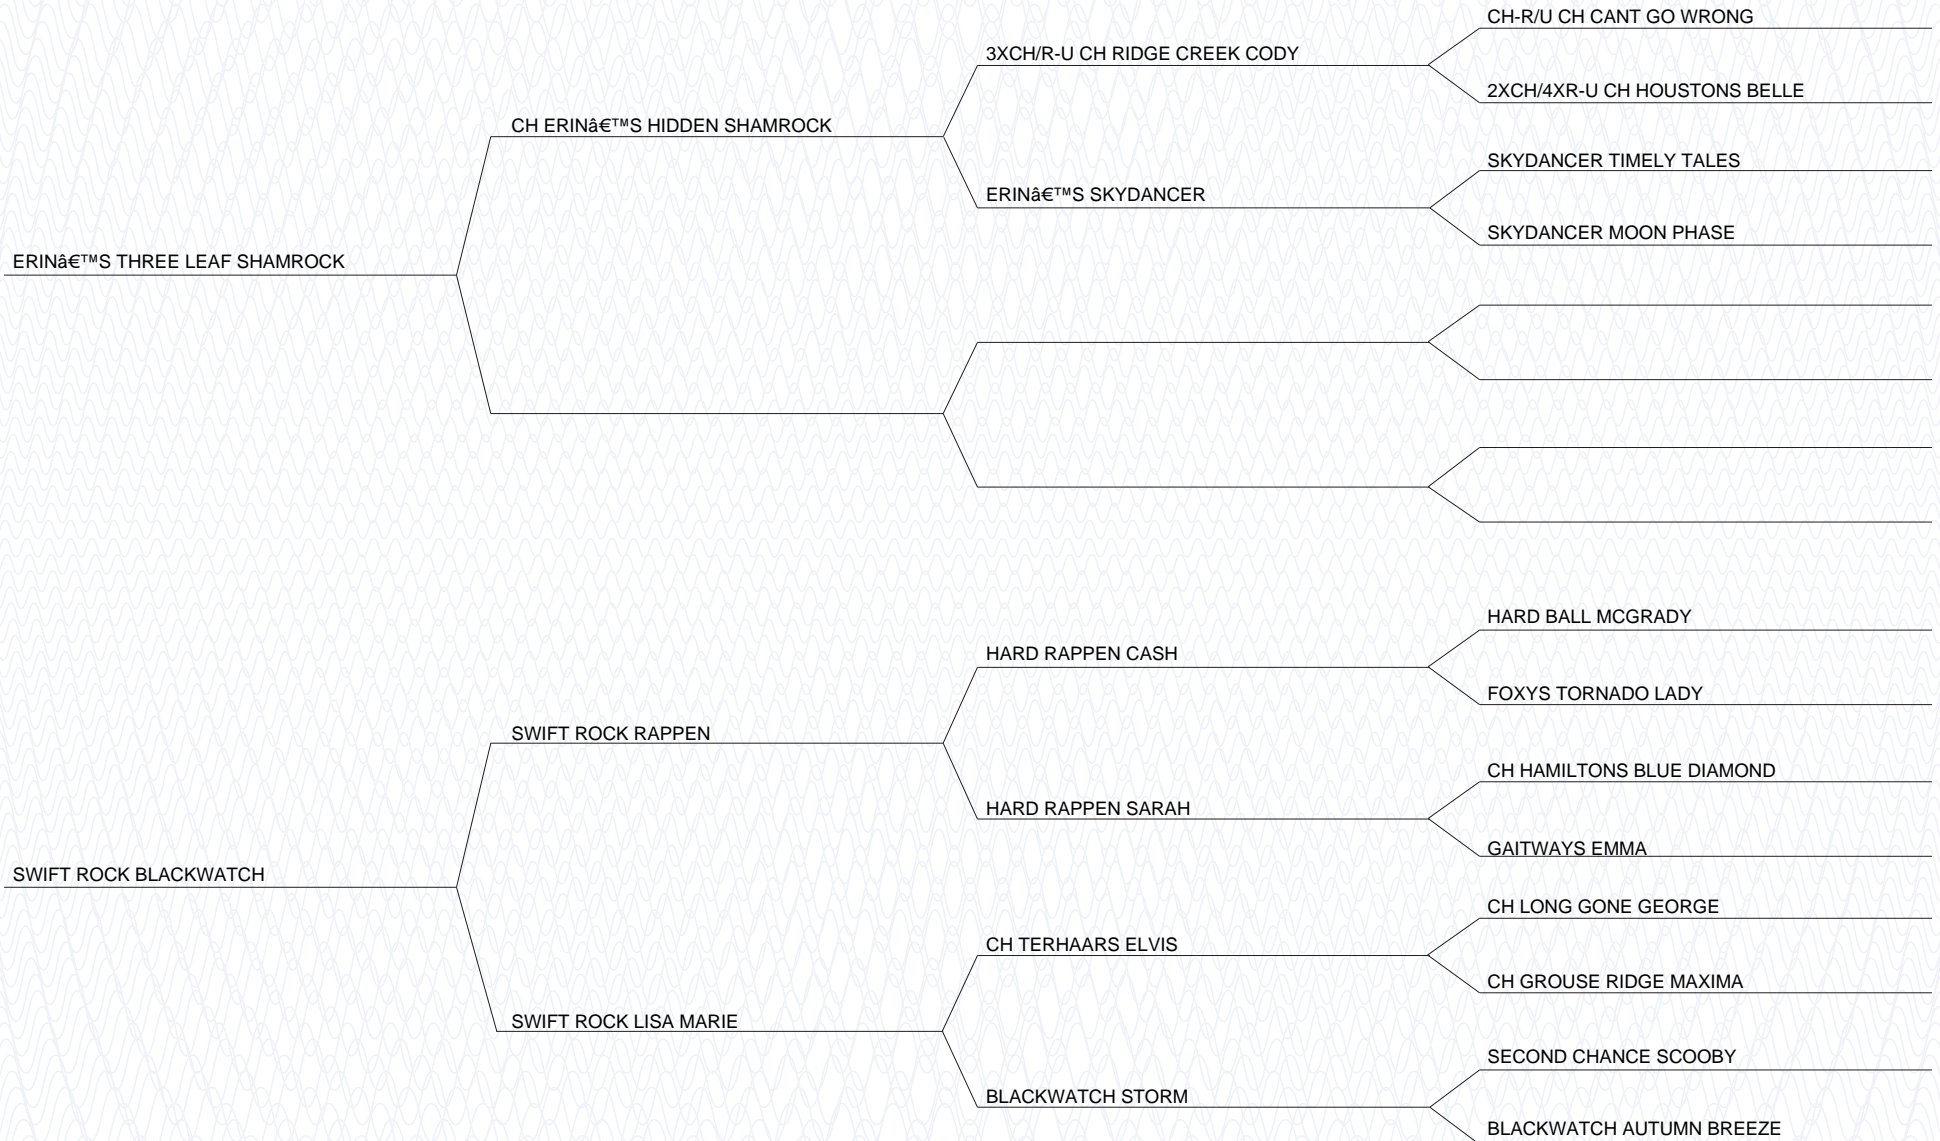 CH-R/U CH CANT GO WRONG
3XCH/R-U CH RIDGE CREEK CODY
2XCH/4XR-U CH HOUSTONS BELLE
CH ERINâ€™S HIDDEN SHAMROCK
SKYDANCER TIMELY TALES
ERINâ€™S SKYDANCER
SKYDANCER MOON PHASE
ERINâ€™S THREE LEAF SHAMROCK
HARD BALL MCGRADY
HARD RAPPEN CASH
FOXYS TORNADO LADY
SWIFT ROCK RAPPEN
CH HAMILTONS BLUE DIAMOND
HARD RAPPEN SARAH
GAITWAYS EMMA
SWIFT ROCK BLACKWATCH
CH LONG GONE GEORGE
CH TERHAARS ELVIS
CH GROUSE RIDGE MAXIMA
SWIFT ROCK LISA MARIE
SECOND CHANCE SCOOBY
BLACKWATCH STORM
BLACKWATCH AUTUMN BREEZE